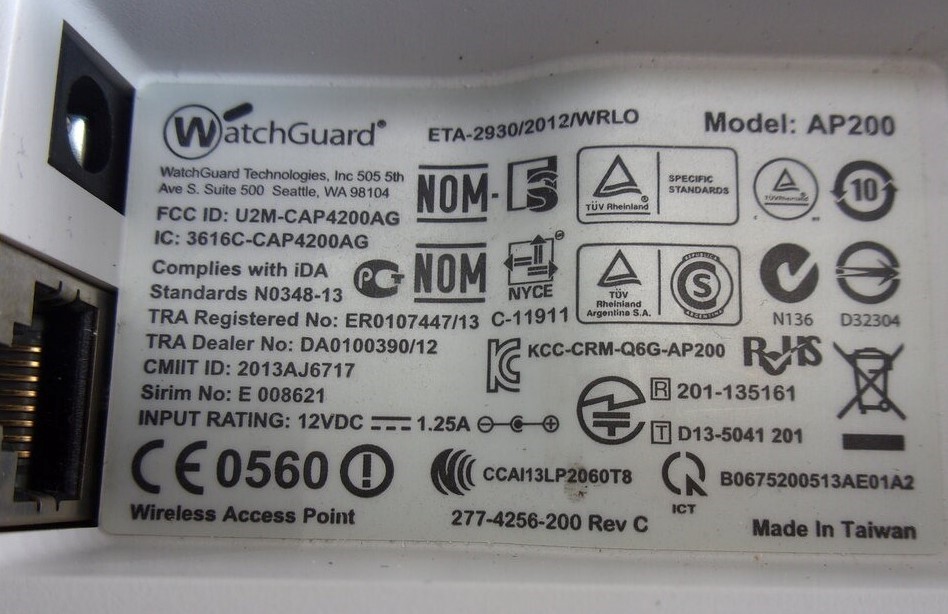 WatchGuard®
ETA-2930/2012/WRLO
Model: AP200
WatchGuard Technologies, Inc 505 5th
Ave S. Suite 500 Seattle, WA 98104
FCC ID: U2M-CAP4200AG
IC: 3616C-CAP4200AG
NOM-
TÜV Rheinland
SPECIFIC
STANDARDS
TÜVRheinland
10
Complies with iDA
Standards N0348-13
NOM
NYCE
TÜV
Rheinland
Argentina S.A.
REPUBLICA
S
ARGENTINA
N136
D32304
TRA Registered No: ER0107447/13
C-11911
TRA Dealer No: DA0100390/12
KCC-CRM-Q6G-AP200
RoHS
CMIIT ID: 2013AJ6717
R 201-135161
Sirim No: E 008621
INPUT RATING: 12VDC 1.25A
T D13-5041 201
CE 0560
CCAI13LP2060T8
ICT
B0675200513AE01A2
Wireless Access Point
277-4256-200 Rev C
Made In Taiwan